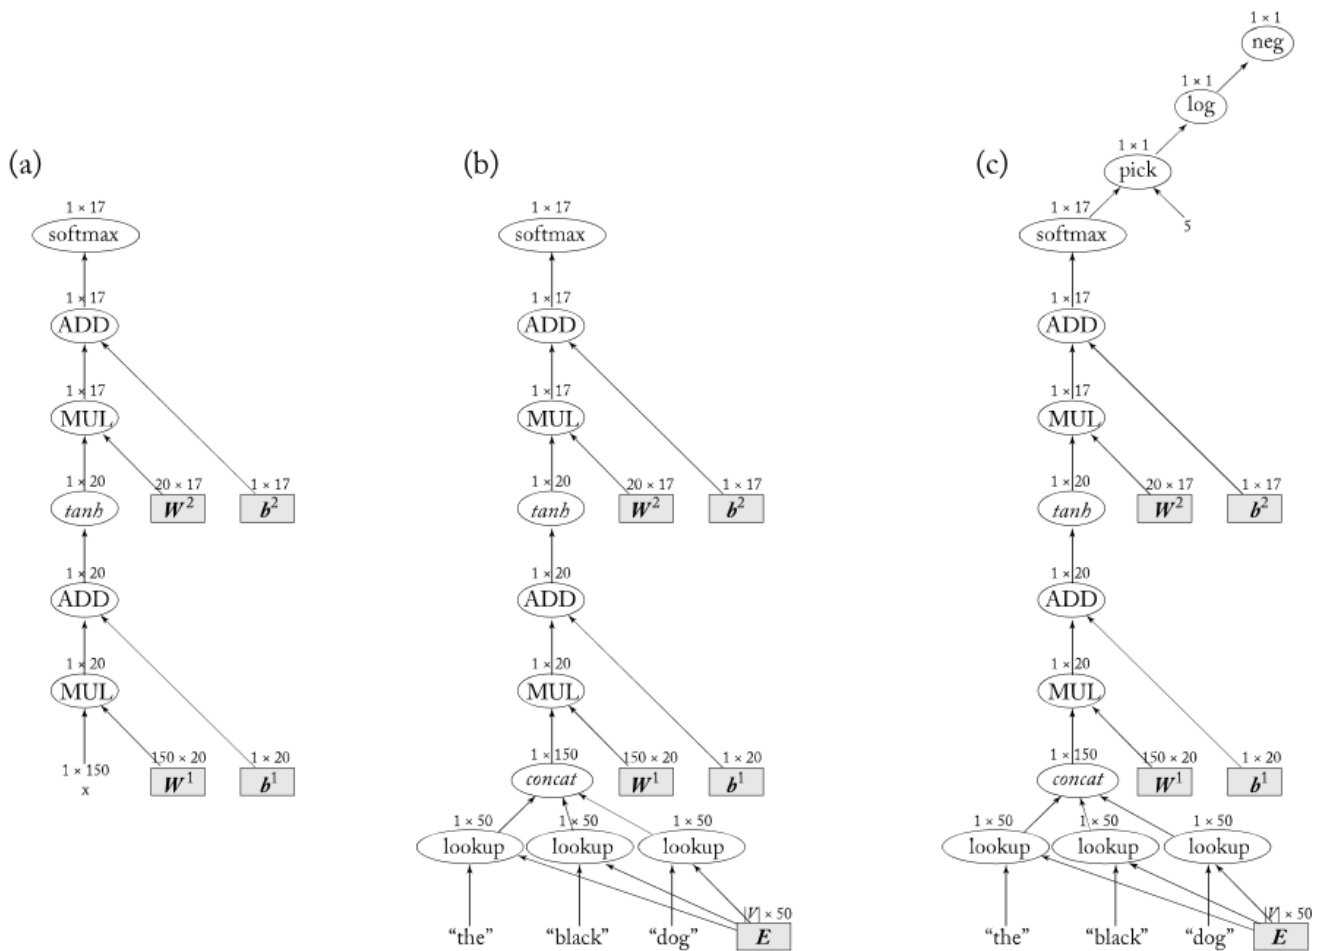 1 × 1
neg
1 × 1
log
(a)
(b)
(c)
1 × 1
pick
1 × 17
softmax
1 × 17
softmax
1 × 17
softmax
5
1 × 17
ADD
1 × 17
ADD
1 × 17
ADD
1 × 17
MUL
1 × 17
MUL
1 × 17
MUL
1 × 20
tanh
20 × 17
W²
1 × 17
b²
1 × 20
tanh
20 × 17
W²
1 × 17
b²
1 × 20
tanh
20 × 17
W²
1 × 17
b²
1 × 20
ADD
1 × 20
ADD
1 × 20
ADD
1 × 20
MUL
1 × 20
MUL
1 × 20
MUL
1 × 150
x
150 × 20
W¹
1 × 20
b¹
1 × 150
concat
150 × 20
W¹
1 × 20
b¹
1 × 150
concat
150 × 20
W¹
1 × 20
b¹
1 × 50
lookup
1 × 50
lookup
1 × 50
lookup
1 × 50
lookup
1 × 50
lookup
1 × 50
lookup
“the”
“black”
“dog”
|V| × 50
E
“the”
“black”
“dog”
|V| × 50
E